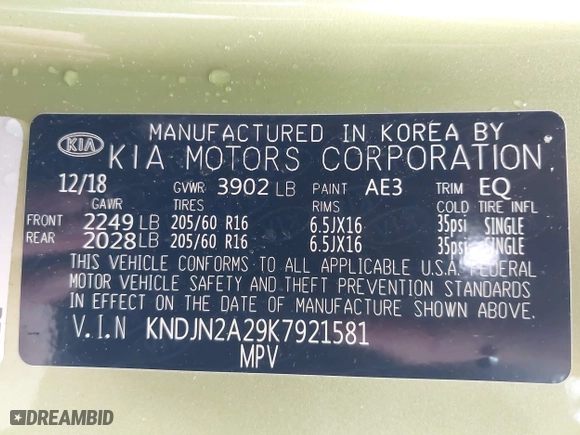 KIA MANUFACTURED IN KOREA BY
KIA MOTORS CORPORATION
12/18 GVWR 3902 LB PAINT AE3 TRIM EQ
GAWR TIRES RIMS COLD TIRE INFL
FRONT 2249 LB 205/60 R16 6.5JX16 35psi SINGLE
REAR 2028 LB 205/60 R16 6.5JX16 35psi SINGLE
THIS VEHICLE CONFORMS TO ALL APPLICABLE U.S.A. FEDERAL
MOTOR VEHICLE SAFETY AND THEFT PREVENTION STANDARDS
IN EFFECT ON THE DATE OF MANUFACTURE SHOWN ABOVE.
V.I.N KNDJN2A29K7921581
MPV
DREAMBID